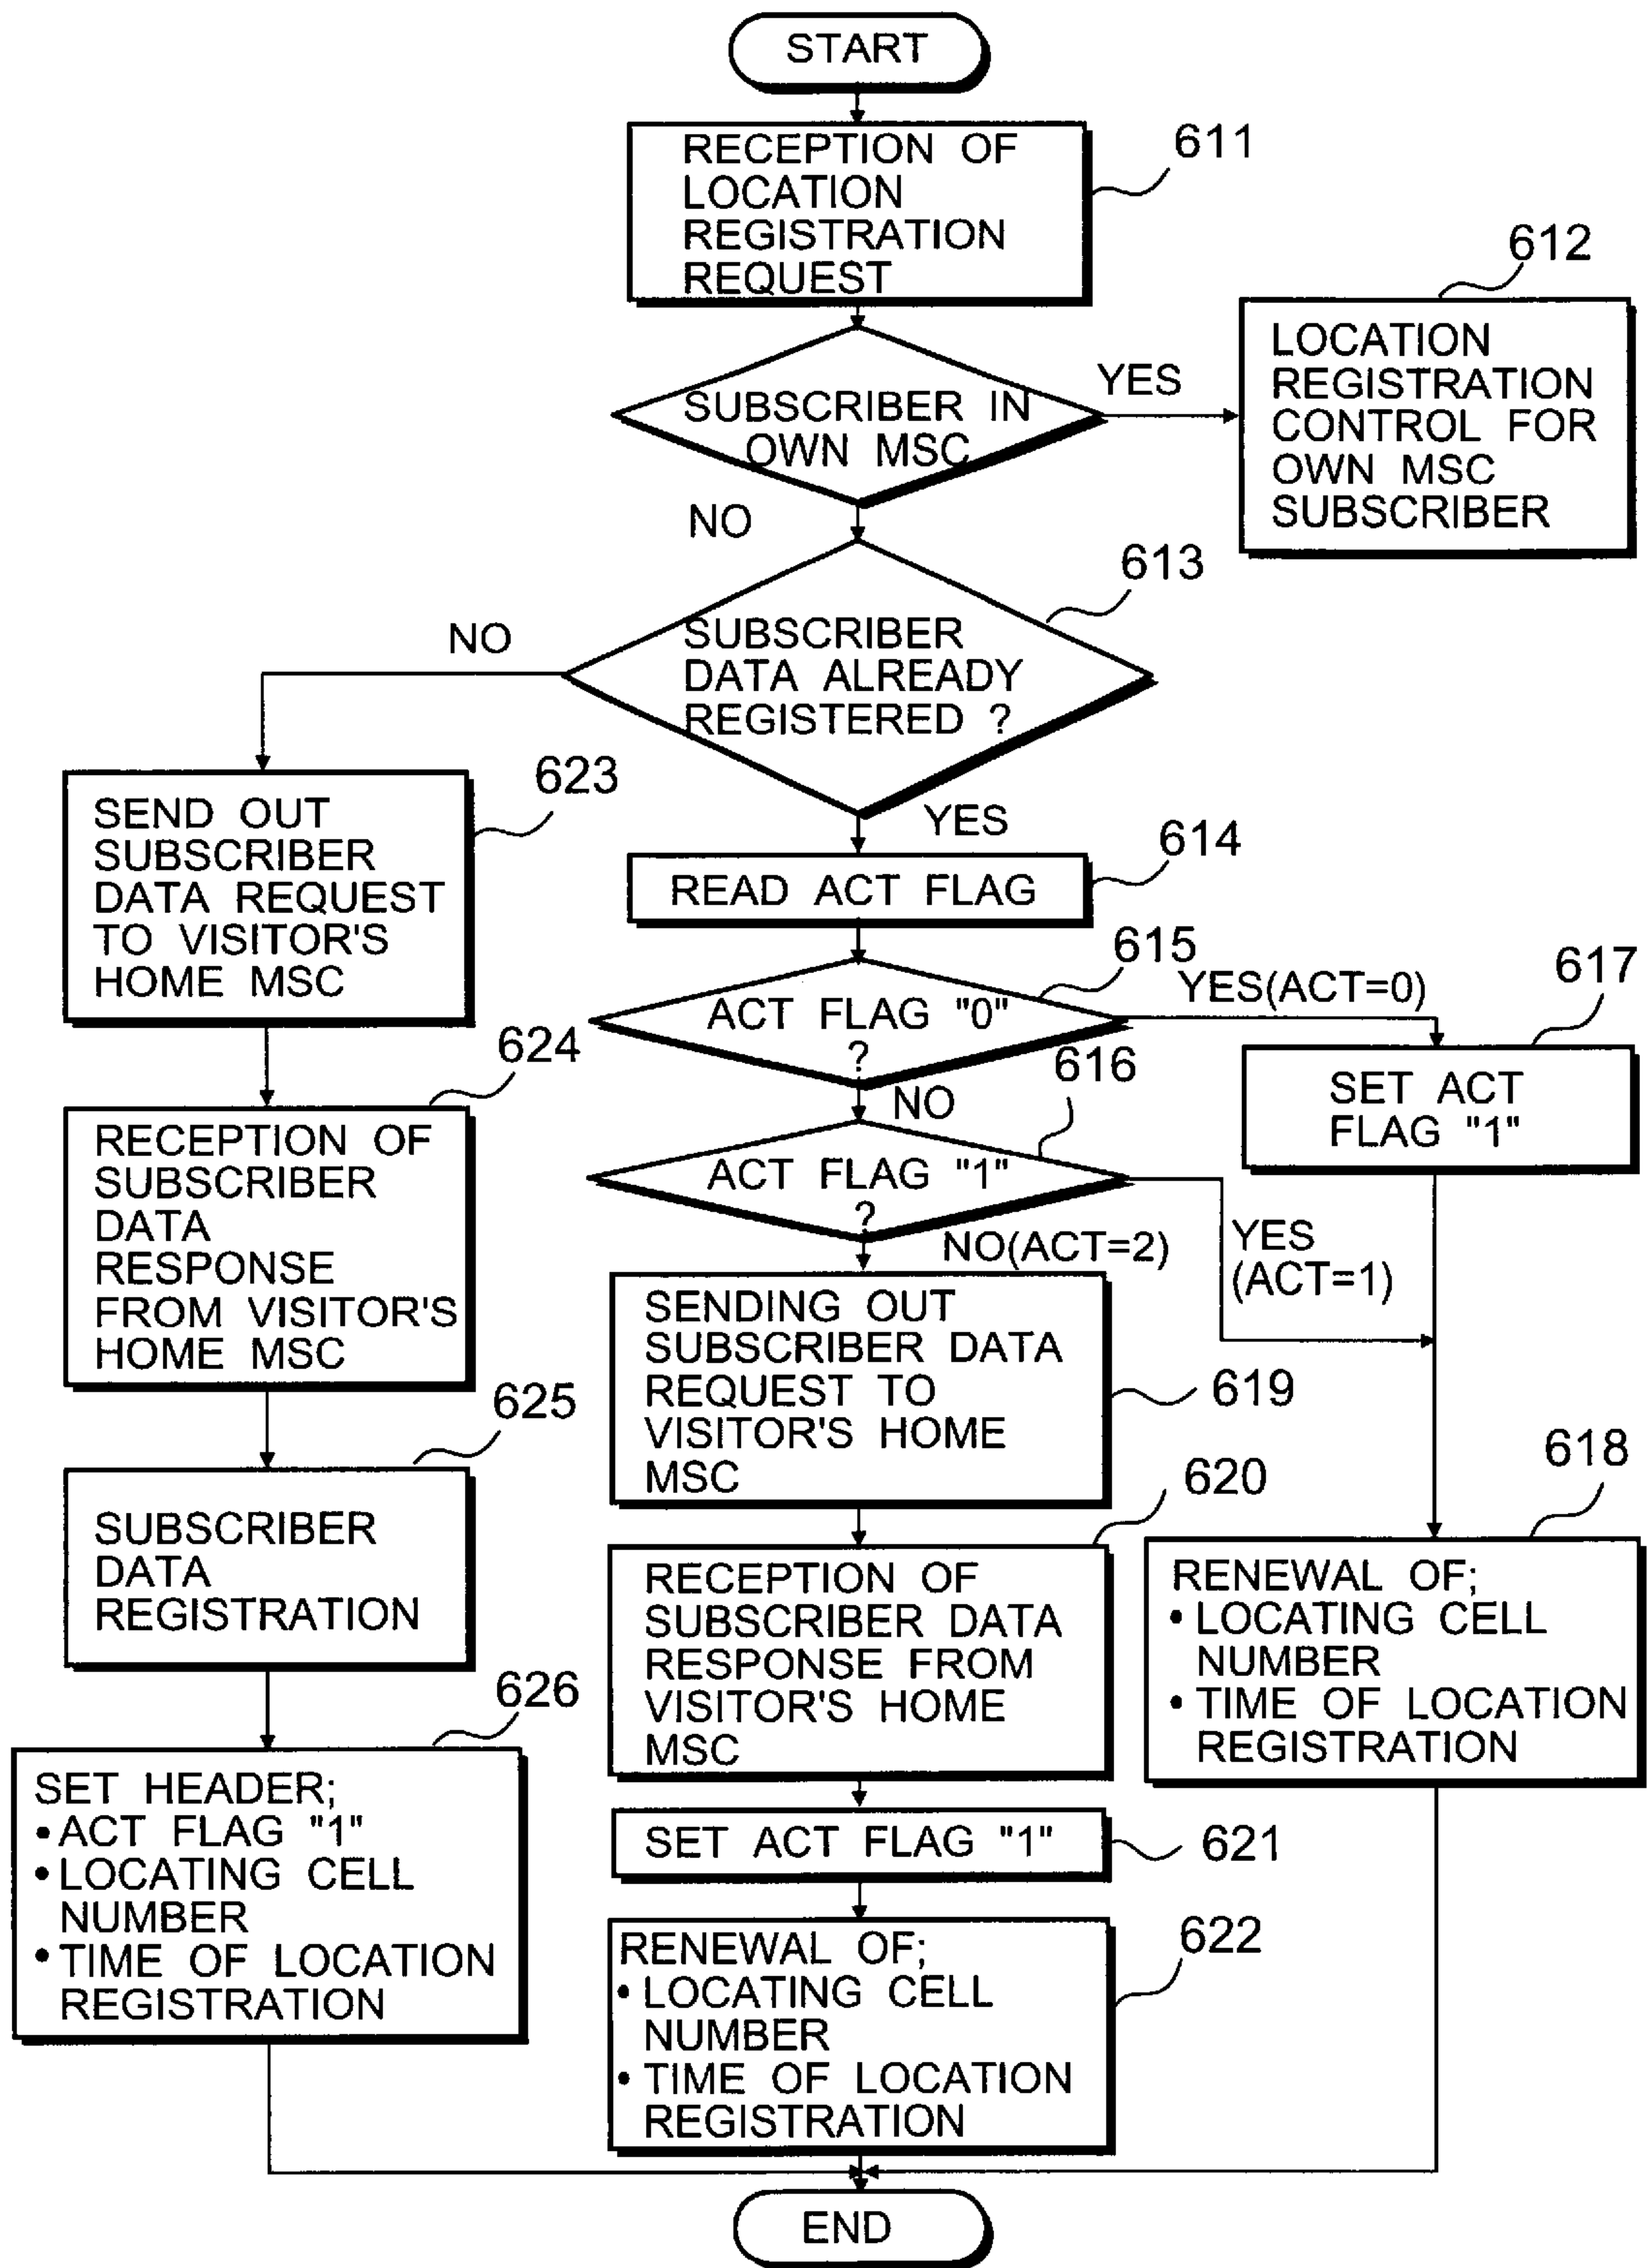 START
RECEPTION OF
LOCATION
REGISTRATION
REQUEST
611
612
SUBSCRIBER IN
OWN MSC
YES
LOCATION
REGISTRATION
CONTROL FOR
OWN MSC
SUBSCRIBER
NO
613
SUBSCRIBER
DATA ALREADY
REGISTERED ?
NO
YES
623
SEND OUT
SUBSCRIBER
DATA REQUEST
TO VISITOR'S
HOME MSC
614
READ ACT FLAG
615
ACT FLAG "0"
?
YES(ACT=0)
617
SET ACT
FLAG "1"
NO
616
ACT FLAG "1"
?
NO(ACT=2)
YES
(ACT=1)
624
RECEPTION OF
SUBSCRIBER
DATA
RESPONSE
FROM VISITOR'S
HOME MSC
SENDING OUT
SUBSCRIBER DATA
REQUEST TO
VISITOR'S HOME
MSC
619
625
SUBSCRIBER
DATA
REGISTRATION
620
RECEPTION OF
SUBSCRIBER DATA
RESPONSE FROM
VISITOR'S HOME
MSC
618
RENEWAL OF;
• LOCATING CELL
NUMBER
• TIME OF LOCATION
REGISTRATION
626
SET HEADER;
• ACT FLAG "1"
• LOCATING CELL
NUMBER
• TIME OF LOCATION
REGISTRATION
SET ACT FLAG "1"
621
RENEWAL OF;
• LOCATING CELL
NUMBER
• TIME OF LOCATION
REGISTRATION
622
END